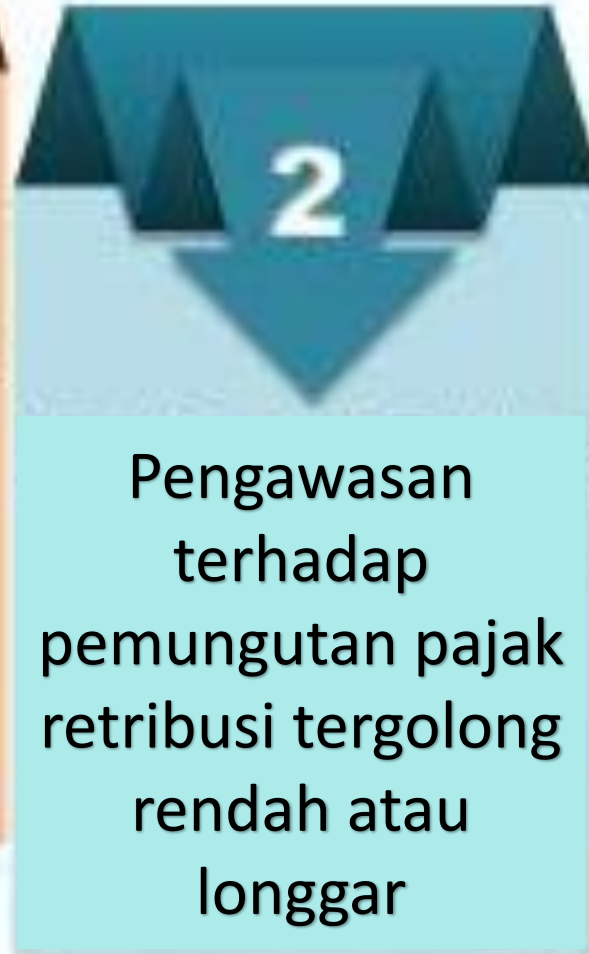 2
Pengawasan
terhadap
pemungutan pajak
retribusi tergolong
rendah atau
longgar